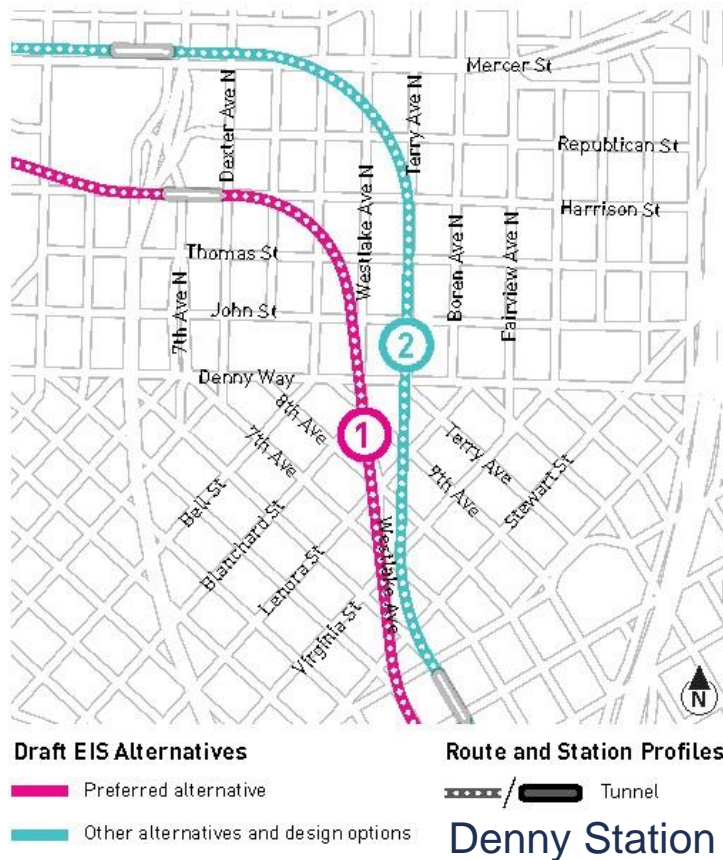 Mercer St
Dexter Ave N
Terry Ave N
Republican St
Westlake Ave N
Harrison St
Boren Ave N
Fairview Ave N
Thomas St
7th Ave N
John St
2
Denny Way
8th Ave
1
7th Ave
Terry Ave
9th Ave
Stewart St
Bell St
Blanchard St
Westlake Ave
Lenora St
Virginia St
N
Draft EIS Alternatives
Preferred alternative
Other alternatives and design options
Route and Station Profiles
/ Tunnel
Denny Station